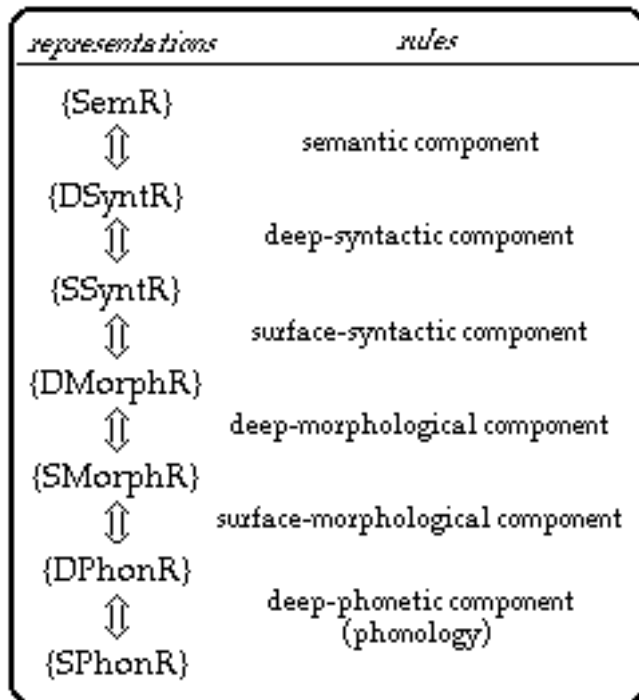 representations rules
{SemR}
semantic component
{DSyntR}
deep-syntactic component
{SSyntR}
surface-syntactic component
{DMorphR}
deep-morphological component
{SMorphR}
surface-morphological component
{DPhonR}
deep-phonetic component
(phonology)
{SPhonR}